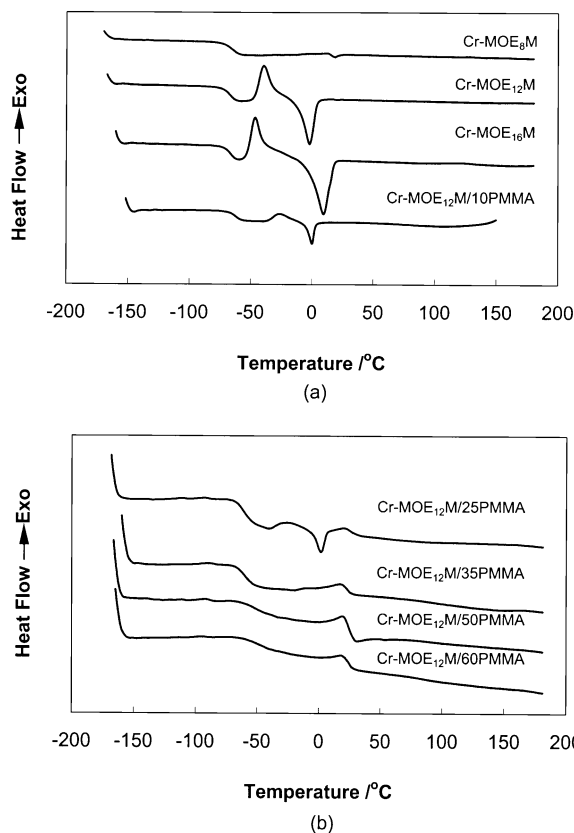 Heat Flow → Exo
Cr-MOE₈M
Cr-MOE₁₂M
Cr-MOE₁₆M
Cr-MOE₁₂M/10PMMA
-200 -150 -100 -50 0 50 100 150 200
Temperature /°C
(a)
Heat Flow → Exo
Cr-MOE₁₂M/25PMMA
Cr-MOE₁₂M/35PMMA
Cr-MOE₁₂M/50PMMA
Cr-MOE₁₂M/60PMMA
-200 -150 -100 -50 0 50 100 150 200
Temperature /°C
(b)